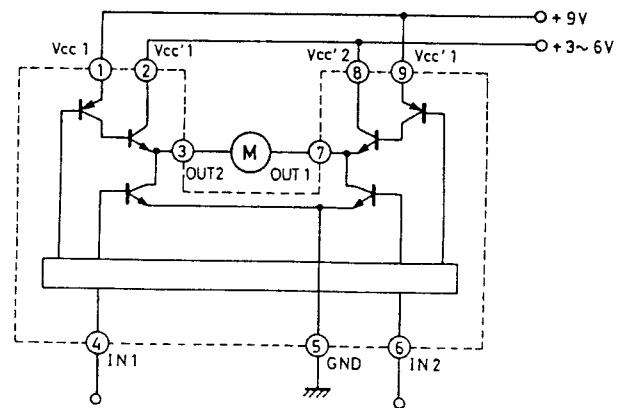 +9V
Vcc 1
Vcc'1
Vcc'2
Vcc'1
+3~6V
1
2
8
9
3
M
7
OUT2
OUT1
4
5
6
IN1
GND
IN2